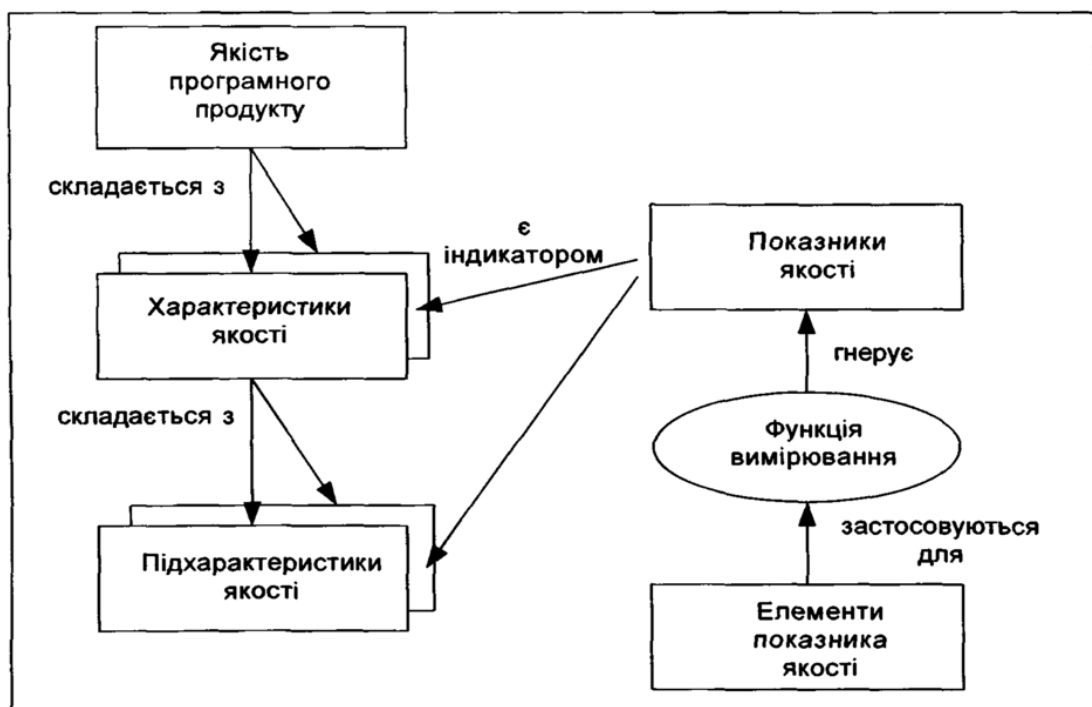 Якість
програмного
продукту
складається з
є
індикатором
Показники
якості
Характеристики
якості
гнерує
складається з
Функція
вимірювання
застосовуються
для
Підхарактеристики
якості
Елементи
показника
якості